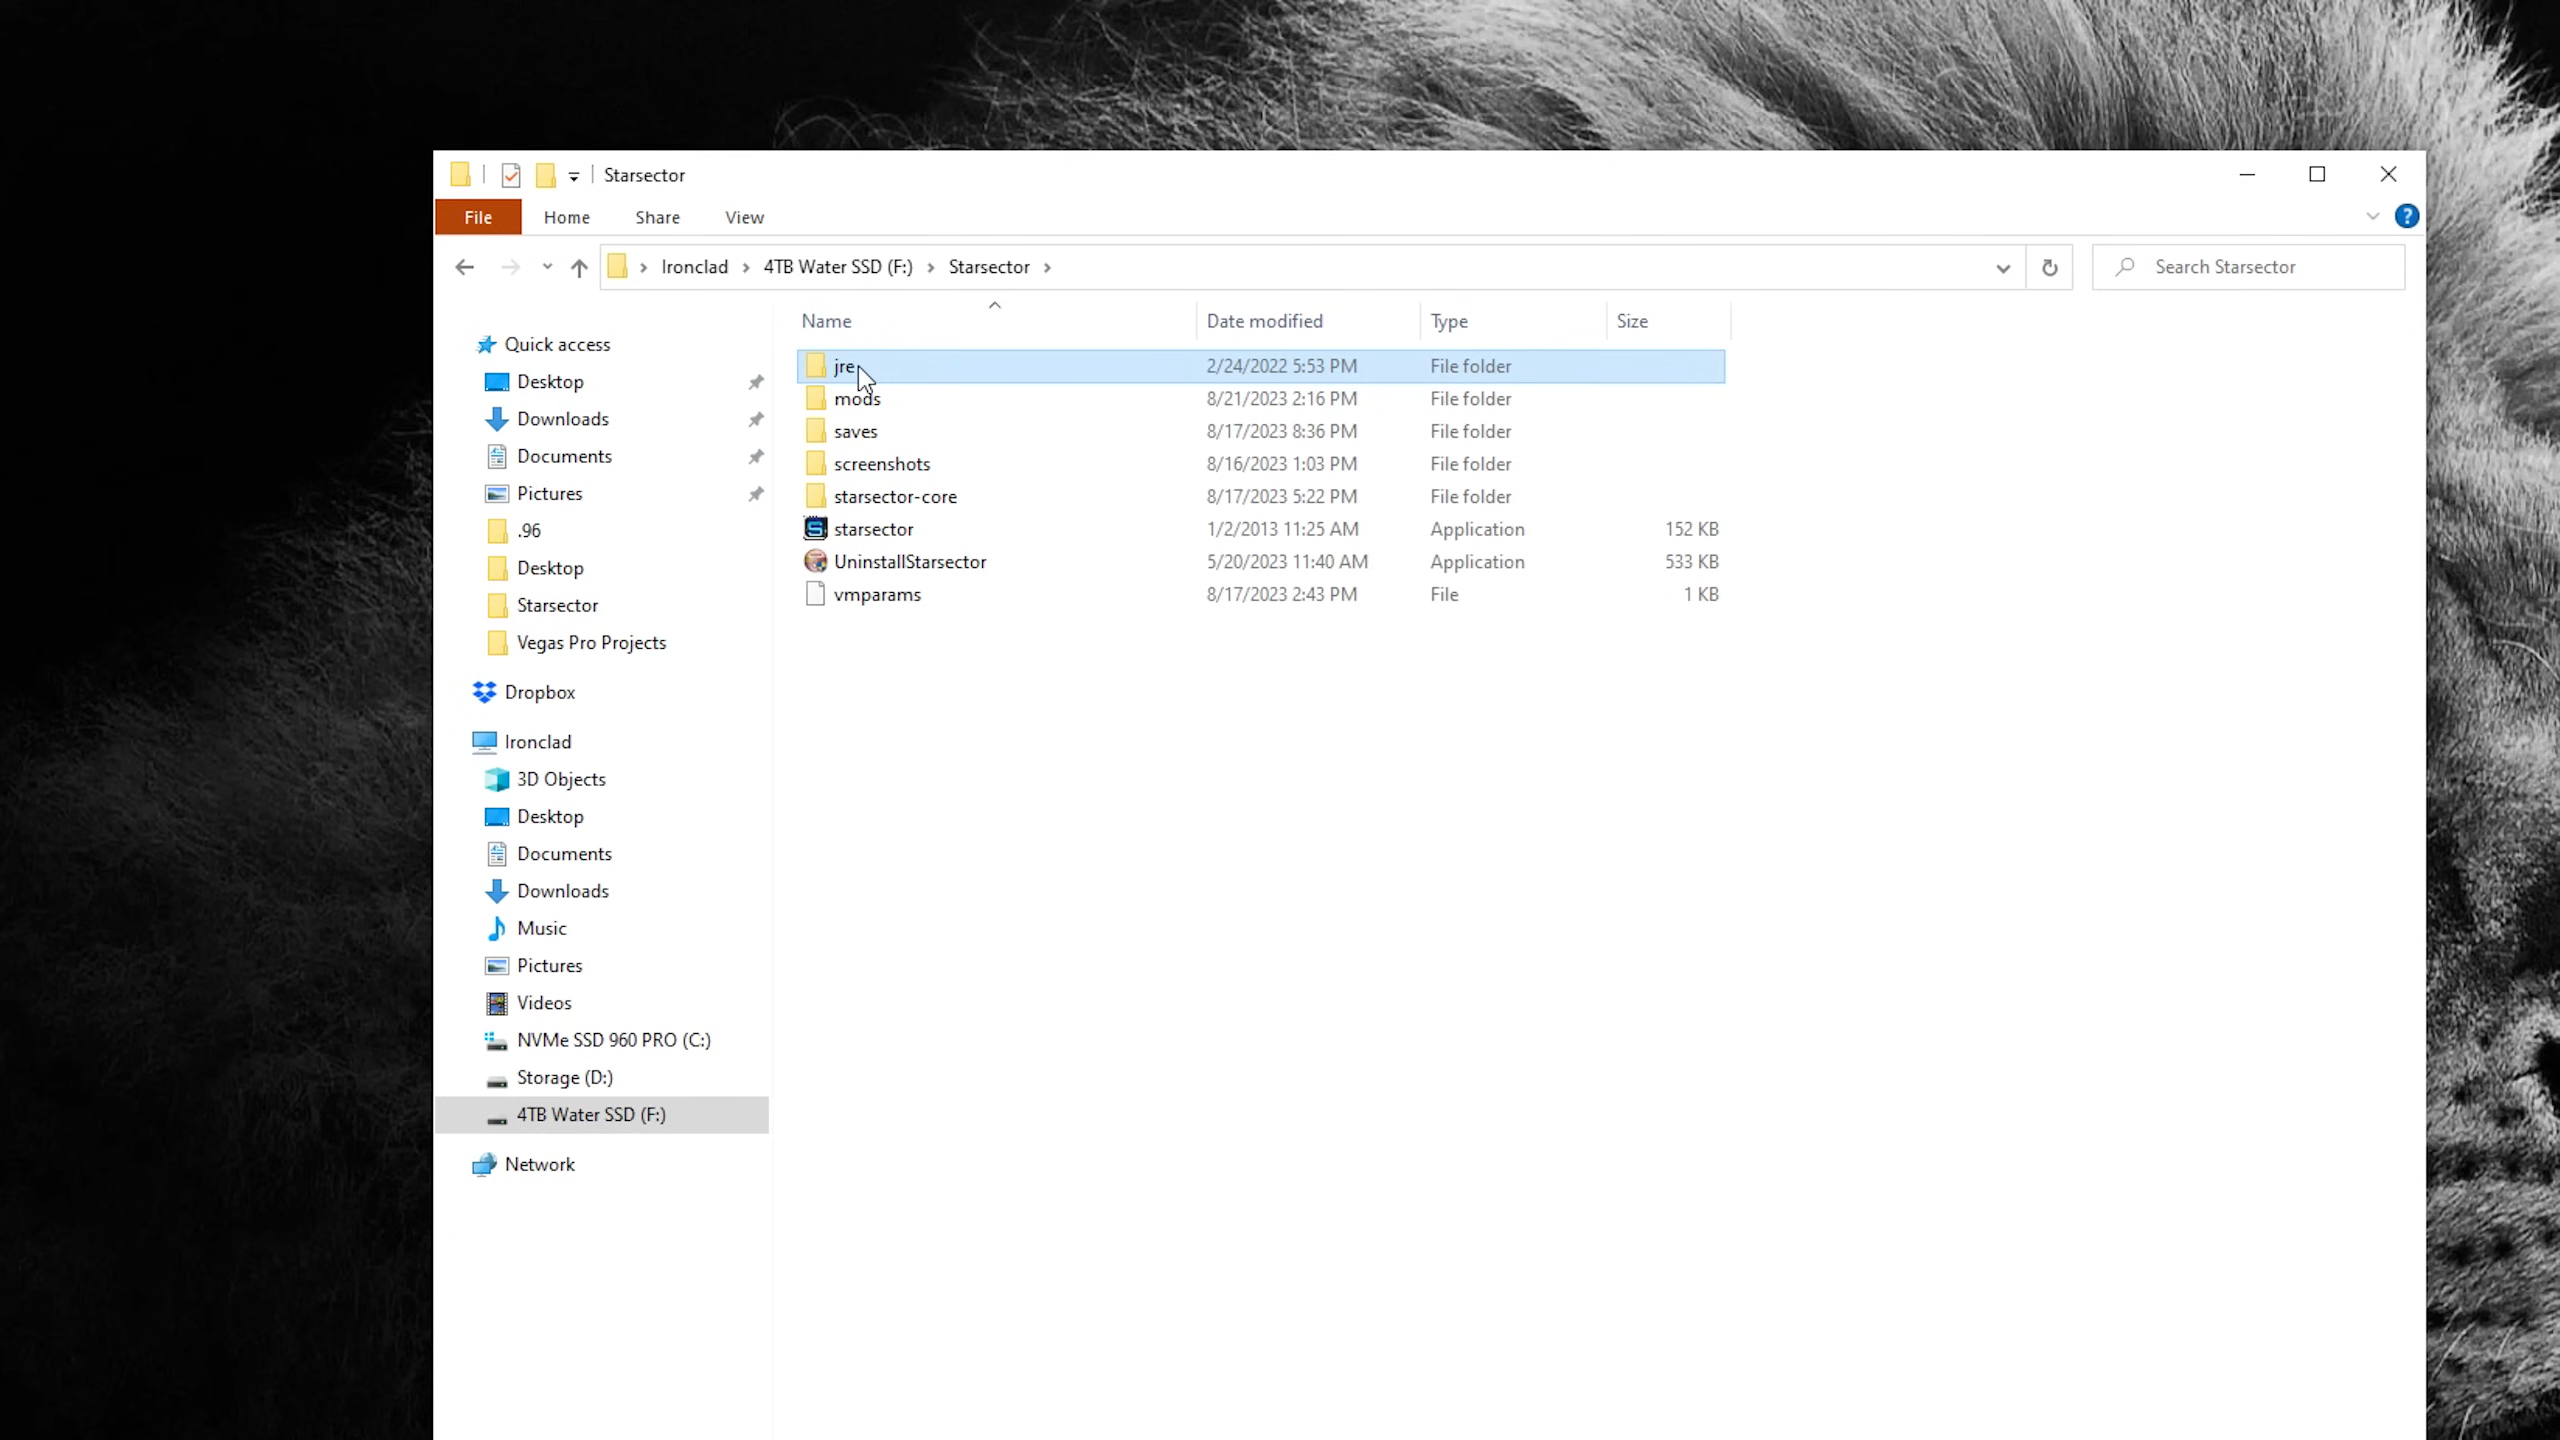 Starsector
File Home Share View
Ironclad 4TB Water SSD (F:) Starsector Search Starsector
Name Date modified Type Size
jre 2/24/2022 5:53 PM File folder
mods 8/21/2023 2:16 PM File folder
saves 8/17/2023 8:36 PM File folder
screenshots 8/16/2023 1:03 PM File folder
starsector-core 8/17/2023 5:22 PM File folder
starsector 1/2/2013 11:25 AM Application 152 KB
UninstallStarsector 5/20/2023 11:40 AM Application 533 KB
vmparams 8/17/2023 2:43 PM File 1 KB
Quick access
Desktop
Downloads
Documents
Pictures
.96
Desktop
Starsector
Vegas Pro Projects
Dropbox
Ironclad
3D Objects
Desktop
Documents
Downloads
Music
Pictures
Videos
NVMe SSD 960 PRO (C:)
Storage (D:)
4TB Water SSD (F:)
Network